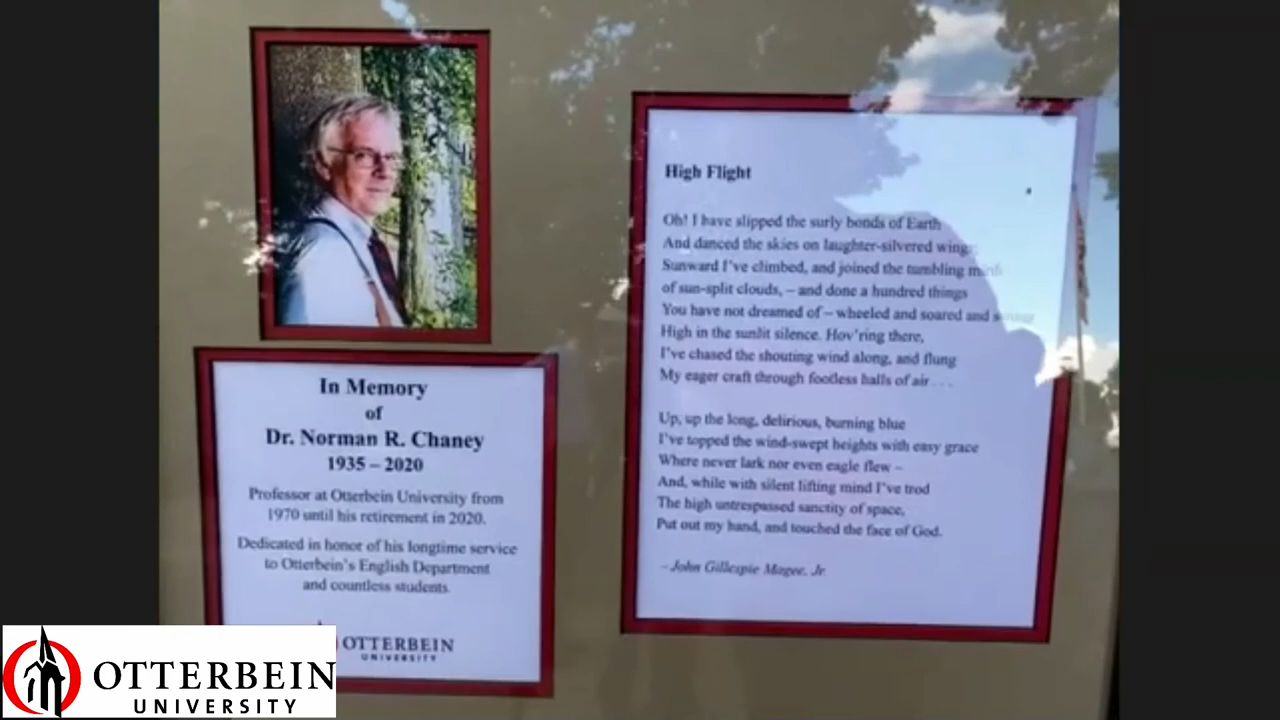 In Memory
of
Dr. Norman R. Chaney
1935 – 2020
Professor at Otterbein University from
1970 until his retirement in 2020.
Dedicated in honor of his longtime service
to Otterbein's English Department
and countless students.
OTTERBEIN
UNIVERSITY
High Flight
Oh! I have slipped the surly bonds of Earth
And danced the skies on laughter-silvered wings;
Sunward I've climbed, and joined the tumbling mirth
of sun-split clouds, – and done a hundred things
You have not dreamed of – wheeled and soared and swung
High in the sunlit silence. Hov'ring there,
I've chased the shouting wind along, and flung
My eager craft through footless halls of air . . .
Up, up the long, delirious, burning blue
I've topped the wind-swept heights with easy grace
Where never lark nor even eagle flew –
And, while with silent lifting mind I've trod
The high untrespassed sanctity of space,
Put out my hand, and touched the face of God.
– John Gillespie Magee, Jr
OTTERBEIN
UNIVERSITY